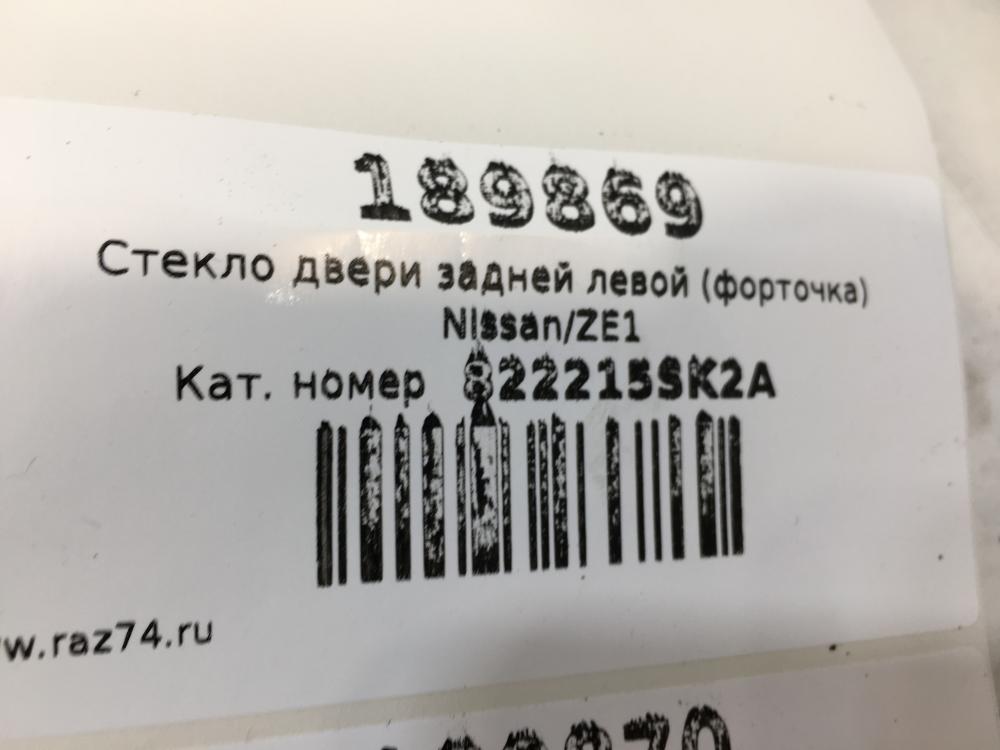 189869
Стекло двери задней левой (форточка)
Nissan/ZE1
Кат. номер 822215SK2A
w.raz74.ru